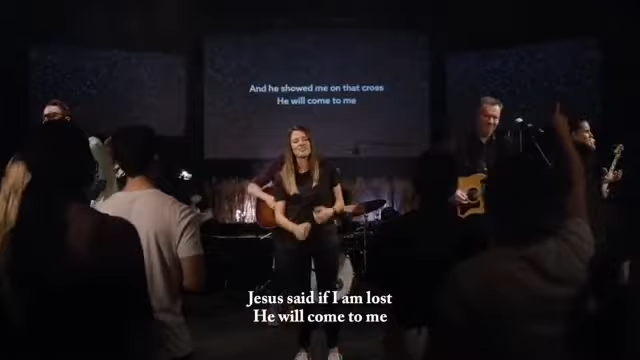 And he showed me on that cross
He will come to me
Jesus said if I am lost
He will come to me